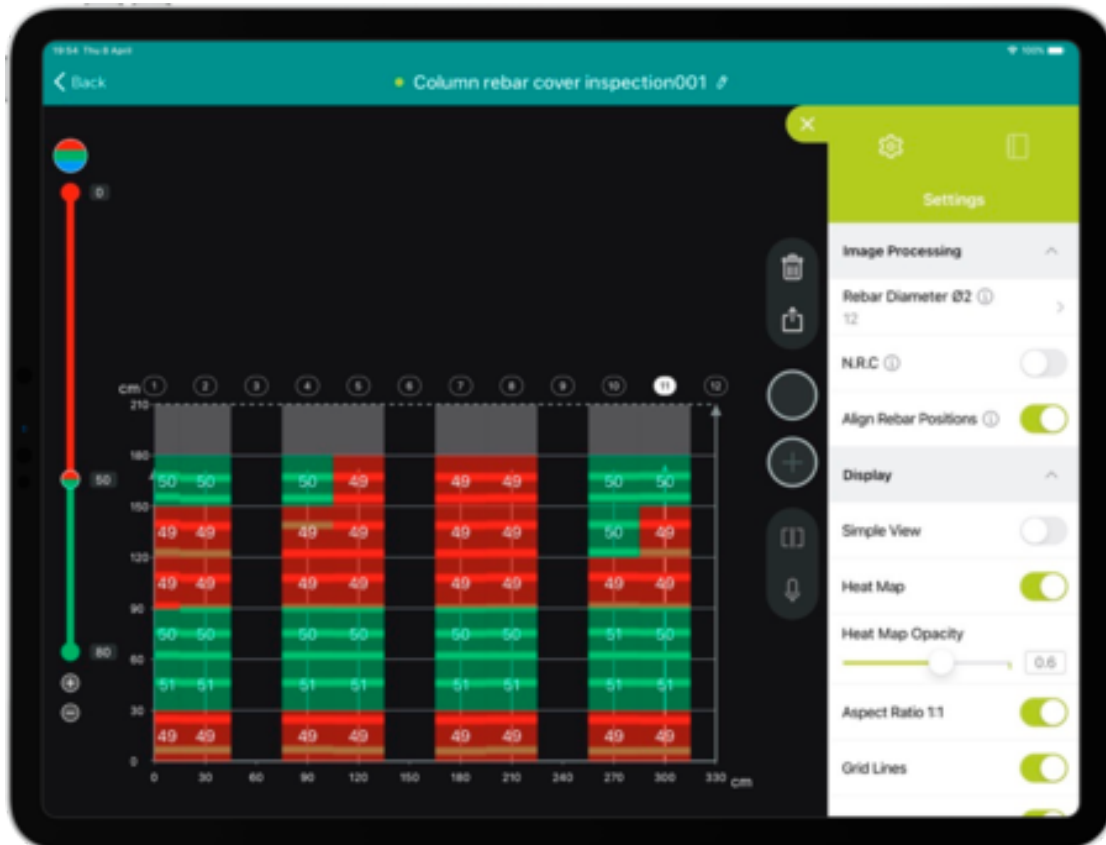 19:54 Thu 8 April
100%
Back
Column rebar cover inspection001
Settings
Image Processing
Rebar Diameter Ø2
12
N.R.C
Align Rebar Positions
Display
Simple View
Heat Map
Heat Map Opacity
0.6
Aspect Ratio 1:1
Grid Lines
0
50
80
cm 1 2 3 4 5 6 7 8 9 10 11 12
210
180
50 50 50 49 49 49 50 50
150
49 49 49 49 49 49 50 49
120
49 49 49 49 49 49 49 49
90
50 50 50 50 50 50 51 50
60
51 51 51 51 51 51 51 51
30
49 49 49 49 49 49 49 49
0
0 30 60 90 120 150 180 210 240 270 300 330 cm